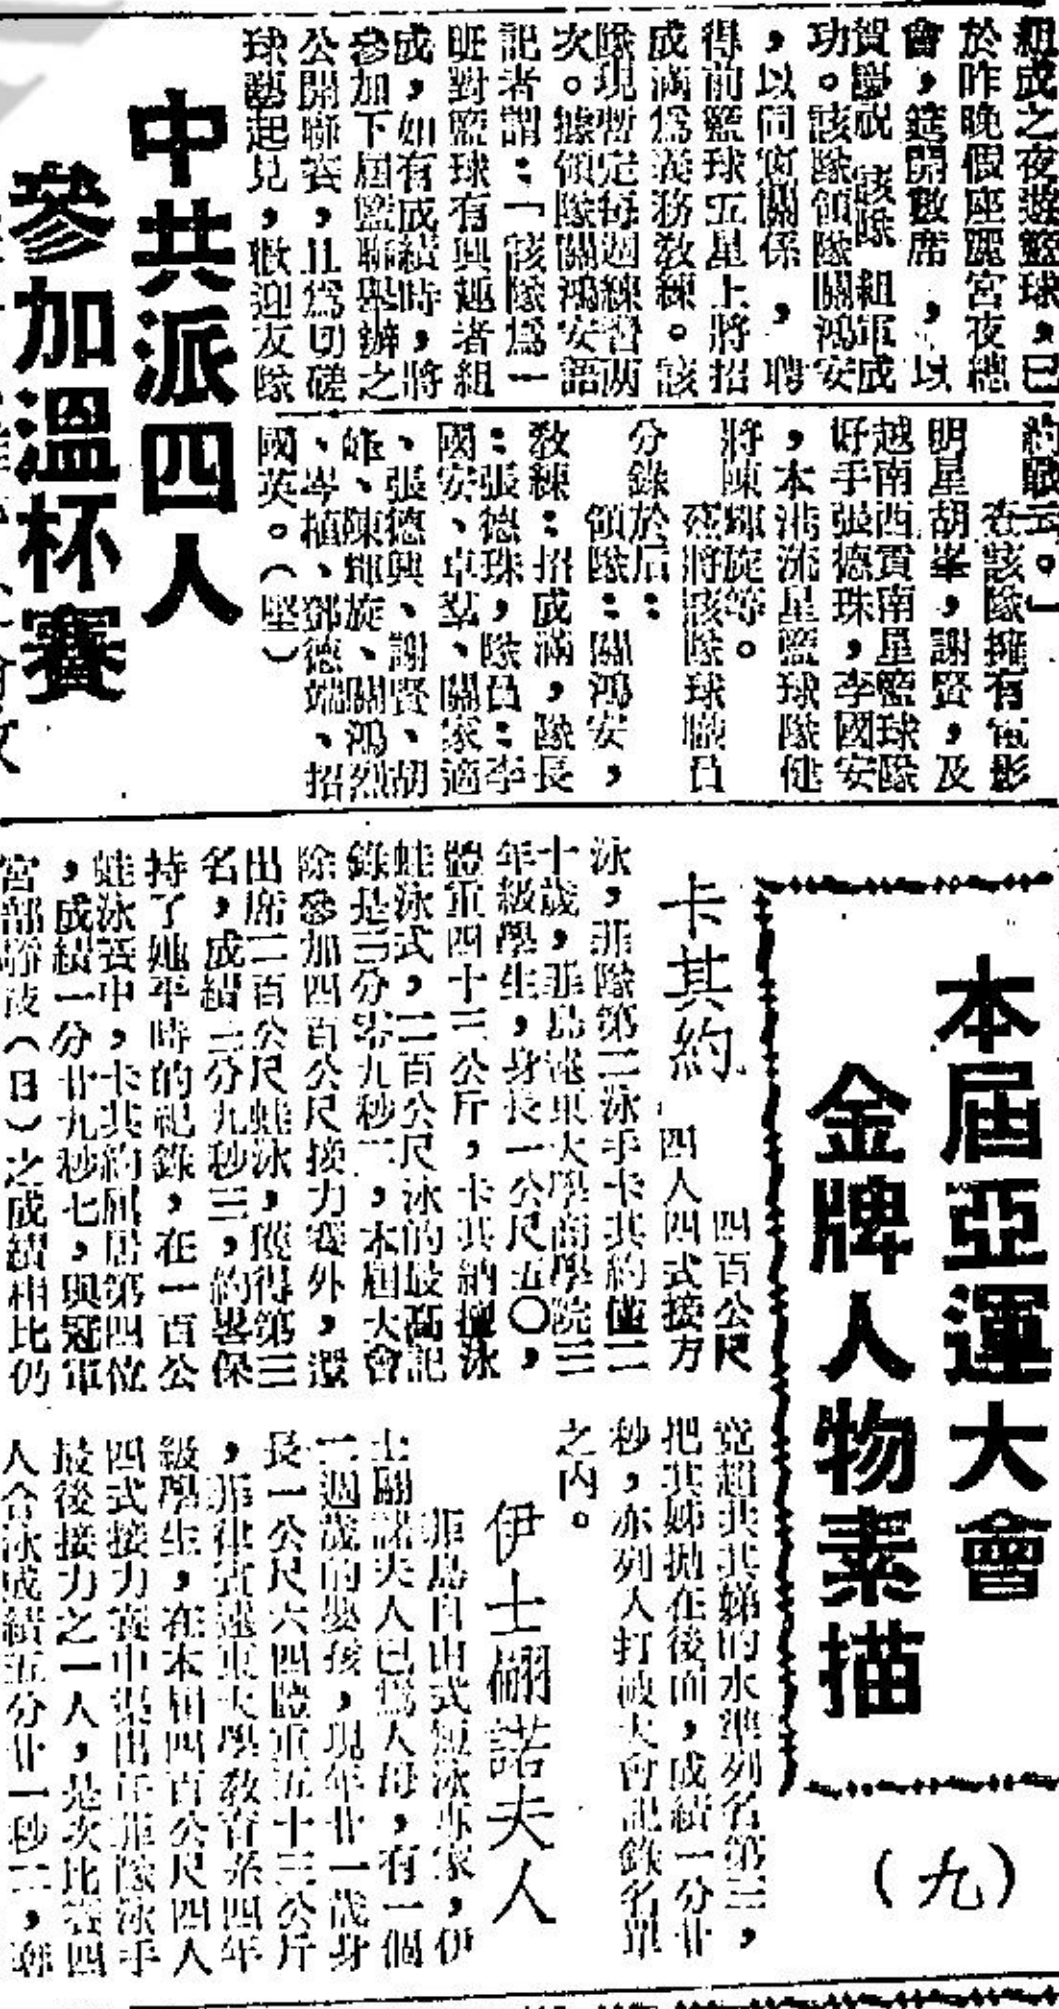 組成之夜遊籃球,已
於昨晚假座麗宮夜總
會,筵開數席,以
賀慶祝該隊組軍成
功。該隊領隊關鴻安
,以同窗關係,聘
得前籃球五星上將招
成滿爲義務敎練。該
隊現暫定每週練習兩
次。據領隊關鴻安語
記者謂:「該隊爲一
班對籃球有興趣者組
成,如有成績時,將
參加下屆籃聯舉辦之
公開聯賽,且爲切磋
球藝起見,歡迎友隊
約戰云。」
查該隊擁有電影
明星胡峯,謝賢,及
越南西貢南星籃球隊
好手張德珠,李國安
,本港流星籃球隊健
將陳輝旋等。
茲將該隊球職員
分錄於后:
領隊:關鴻安,
敎練:招成滿,隊長
:張德珠,隊員:李
國安、卓羣、關家適
、張德興、謝賢、胡
峰、陳輝旋、關鴻烈
、岑植、鄧德端、招
國英。(堅)
中共派四人
參加溫杯賽
本屆亞運大會
金牌人物素描
(九)
卡其約
四百公尺
四人四式接力
泳,菲隊第二泳手卡其約僅二
十歲,菲島遠東大學商學院三
年級學生,身長一公尺五〇,
體重四十三公斤,卡其納擅泳
蛙泳式,二百公尺泳的最高記
錄是三分零九秒二,本屆大會
除參加四百公尺接力賽外,還
出席二百公尺蛙泳,獲得第三
名,成績三分九秒三,約畧保
持了她平時的紀錄,在一百公
蛙泳賽中,卡其約屈居第四位
,成績一分廿九秒七,與冠軍
宮部靜枝(日)之成績相比仍
竟超其其娣的水準列名第三,
把其姊拋在後面,成績一分廿
秒,亦列入打破大會記錄名單
之內。
伊士硼諾夫人
菲島自由式短泳專家,伊
士硼諾夫人已爲人母,有一個
一週歲的嬰孩,現年廿一歲身
長一公尺六四體重五十三公斤
,菲律賓遠東大學敎育系四年
級學生,在本屆四百公尺四人
四式接力賽中渠出任菲隊泳手
最後接力之一人,是次比賽四
人合泳成績五分廿一秒二,